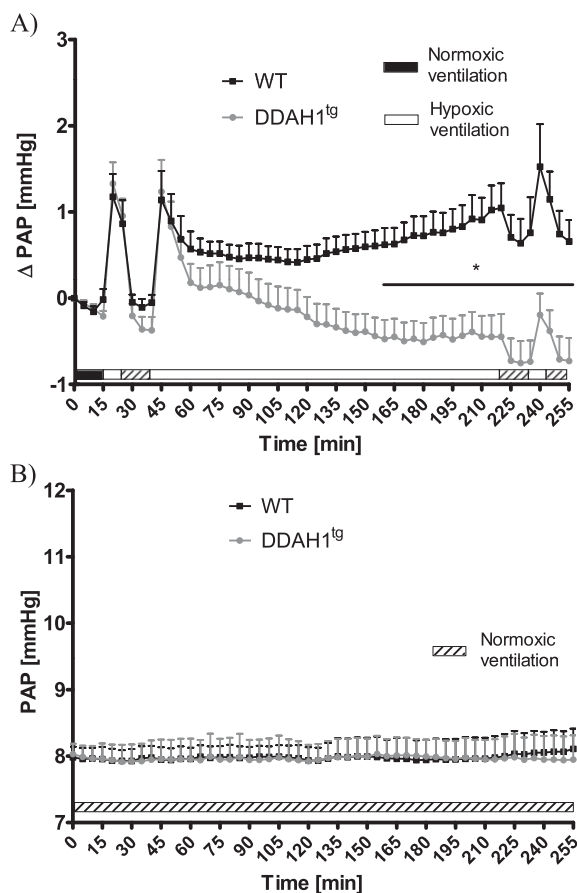 A)
3
2
1
0
-1
Δ PAP [mmHg]
WT
DDAH1tg
Normoxic
ventilation
Hypoxic
ventilation
*
0 15 30 45 60 75 90 105 120 135 150 165 180 195 210 225 240 255
Time [min]
B)
12
11
10
9
8
7
PAP [mmHg]
WT
DDAH1tg
Normoxic
ventilation
0 15 30 45 60 75 90 105 120 135 150 165 180 195 210 225 240 255
Time [min]